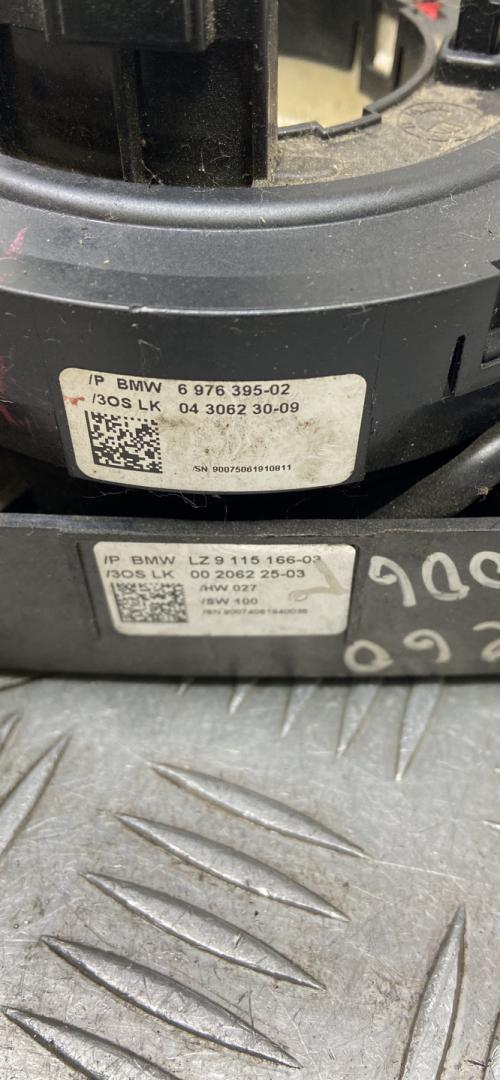 /P BMW 6 976 395-02
/3OS LK 04 3062 30-09
/SN 90075061910811
/P BMW LZ 9 115 166-03
/3OS LK 00 2062 25-03
/HW 027
/SW 100